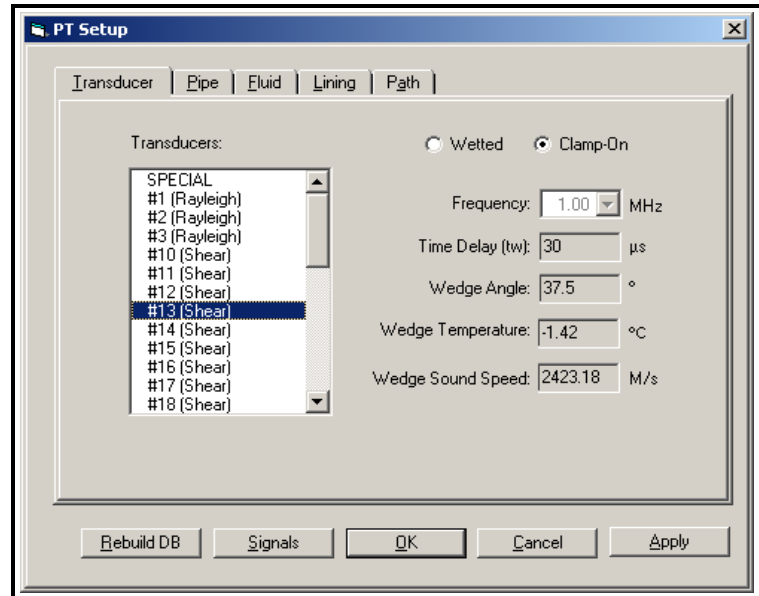 PT Setup
Transducer Pipe Fluid Lining Path
Transducers:
Wetted Clamp-On
SPECIAL
#1 (Rayleigh)
#2 (Rayleigh)
#3 (Rayleigh)
#10 (Shear)
#11 (Shear)
#12 (Shear)
#13 (Shear)
#14 (Shear)
#15 (Shear)
#16 (Shear)
#17 (Shear)
#18 (Shear)
Frequency: 1.00 MHz
Time Delay (tw): 30 µs
Wedge Angle: 37.5 °
Wedge Temperature: -1.42 °C
Wedge Sound Speed: 2423.18 M/s
Rebuild DB Signals OK Cancel Apply